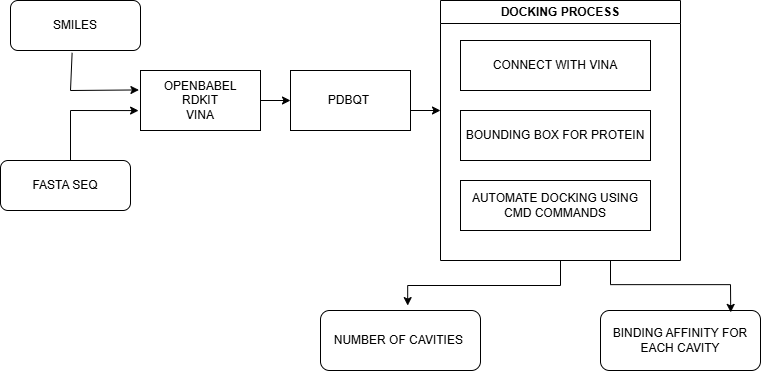 SMILES
DOCKING PROCESS
OPENBABEL
RDKIT
VINA
PDBQT
CONNECT WITH VINA
BOUNDING BOX FOR PROTEIN
FASTA SEQ
AUTOMATE DOCKING USING
CMD COMMANDS
NUMBER OF CAVITIES
BINDING AFFINITY FOR
EACH CAVITY